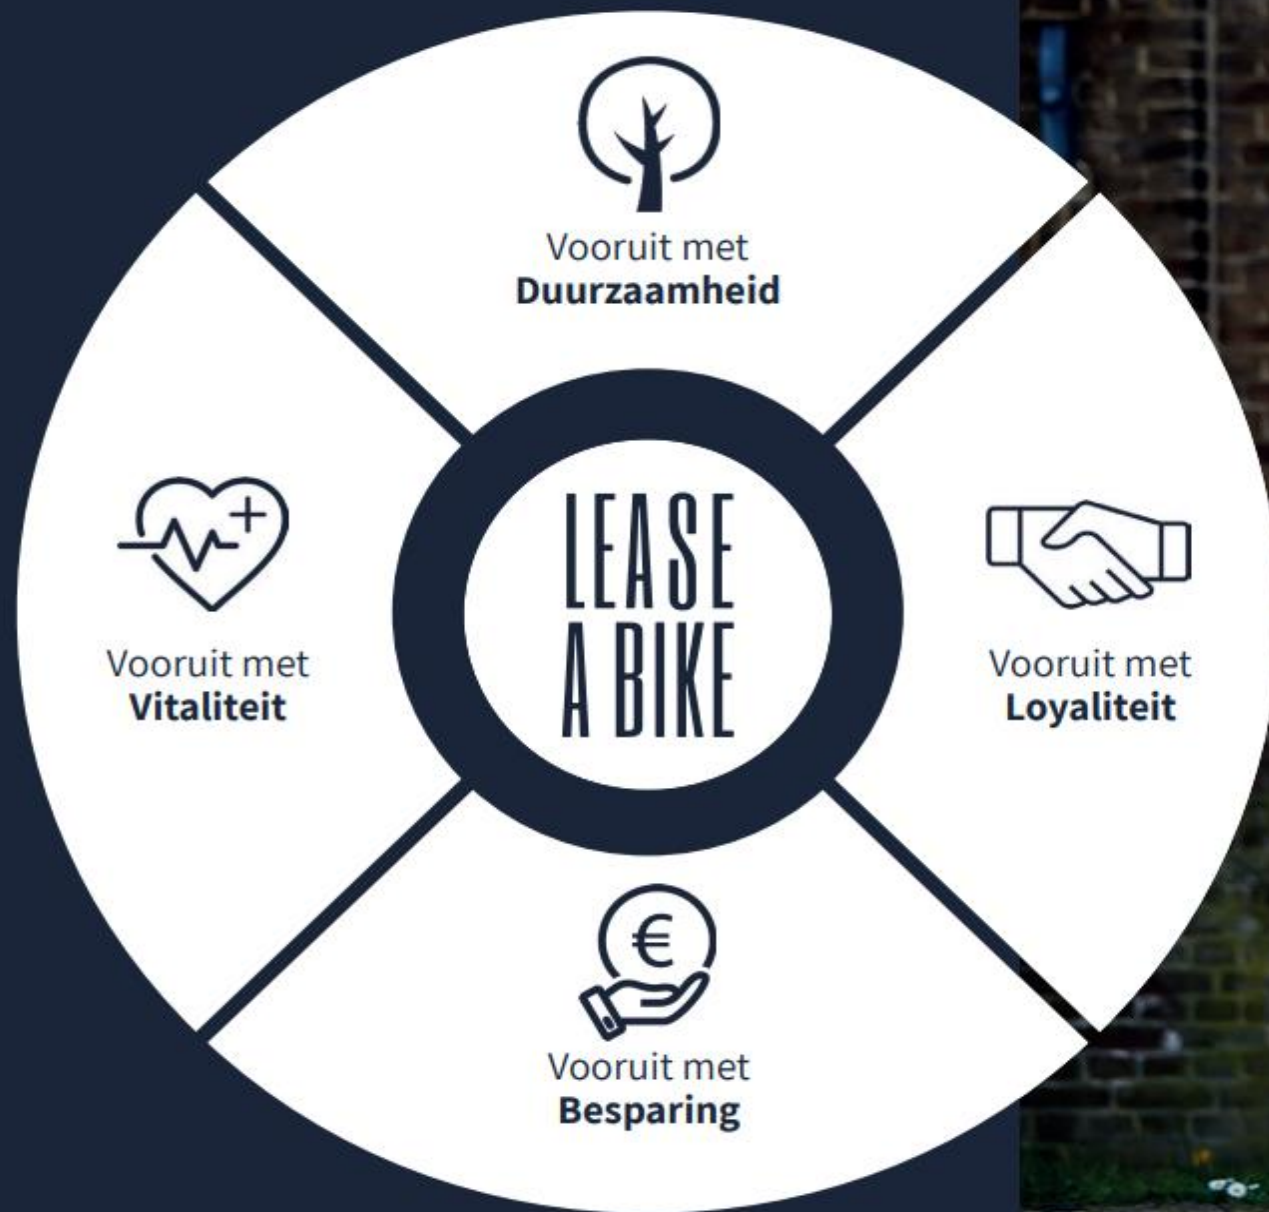 Vooruit met
Duurzaamheid
Vooruit met
Vitaliteit
LEASE
A BIKE
Vooruit met
Loyaliteit
€
Vooruit met
Besparing